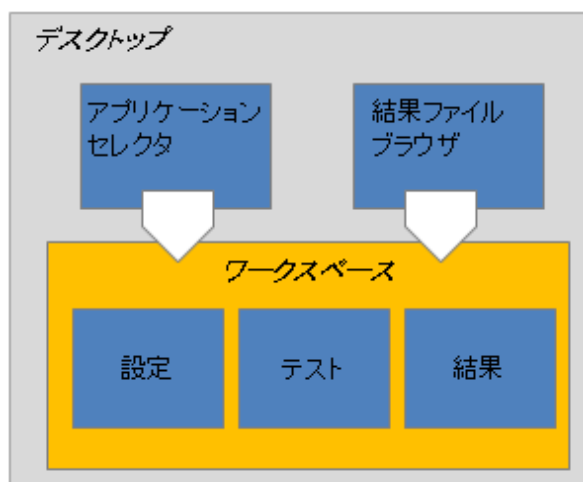 デスクトップ
アプリケーション
セレクタ
結果ファイル
ブラウザ
ワークスペース
設定
テスト
結果